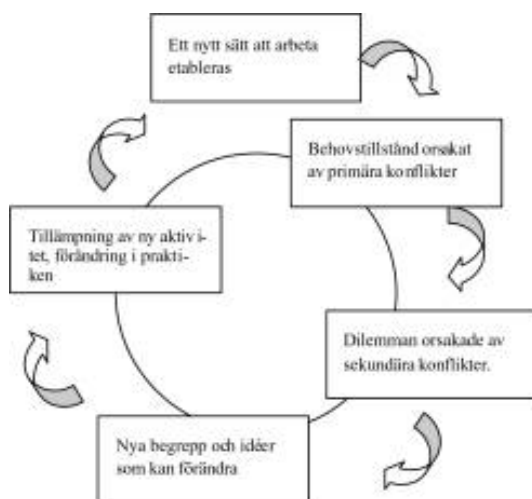 Ett nytt sätt att arbeta
etableras
Behovstillstånd orsakat
av primära konflikter
Tillämpning av ny aktivi-
tet, förändring i prakti-
ken
Dilemman orsakade av
sekundära konflikter.
Nya begrepp och idéer
som kan förändra